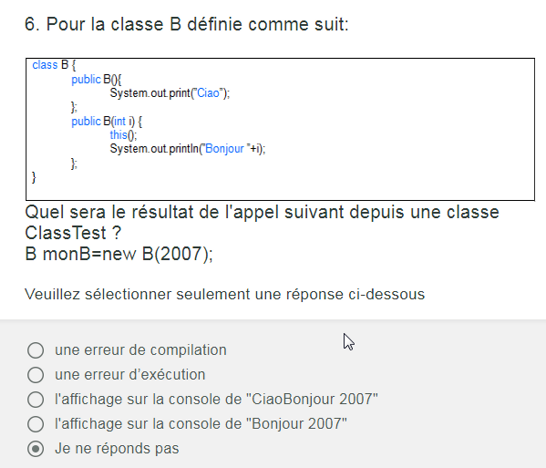 6. Pour la classe B définie comme suit:
class B {
public B(){
System.out.print("Ciao");
};
public B(int i) {
this();
System.out.println("Bonjour "+i);
};
}
Quel sera le résultat de l'appel suivant depuis une classe
ClassTest ?
B monB=new B(2007);
Veuillez sélectionner seulement une réponse ci-dessous
une erreur de compilation
une erreur d'exécution
l'affichage sur la console de "CiaoBonjour 2007"
l'affichage sur la console de "Bonjour 2007"
Je ne réponds pas